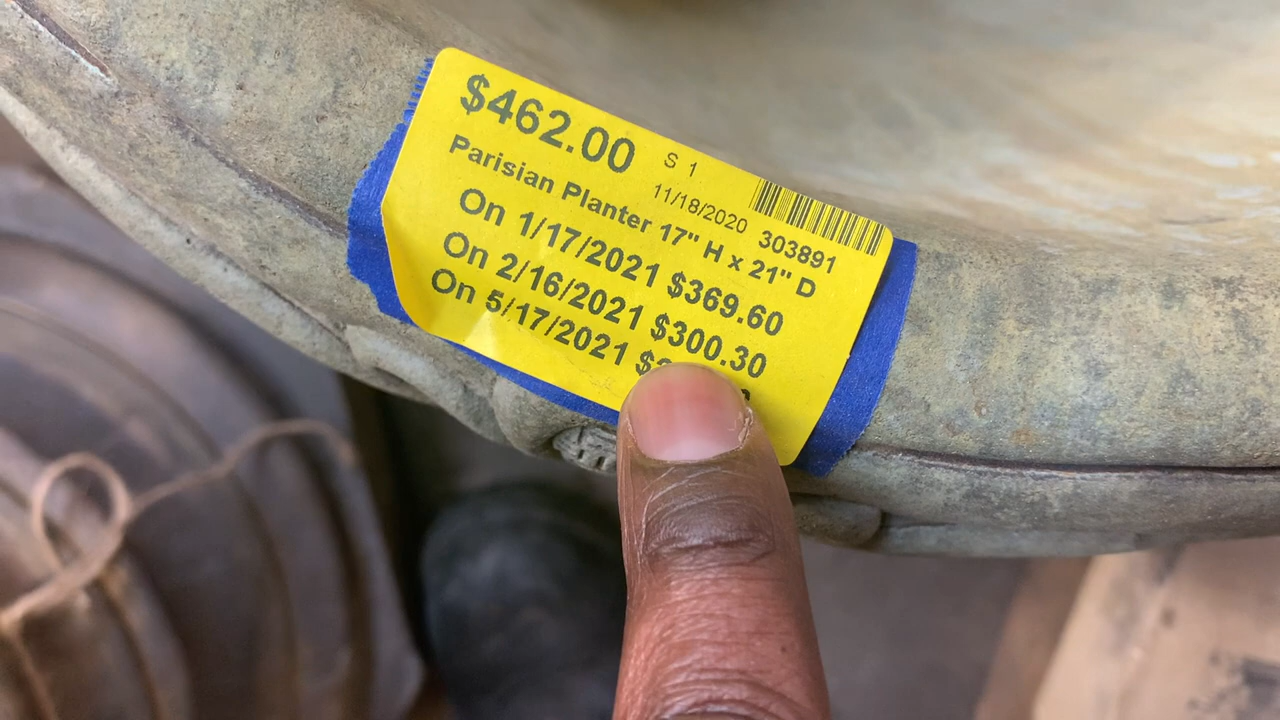 $462.00 S 1
11/18/2020 303891
Parisian Planter 17" H x 21" D
On 1/17/2021 $369.60
On 2/16/2021 $300.30
On 5/17/2021